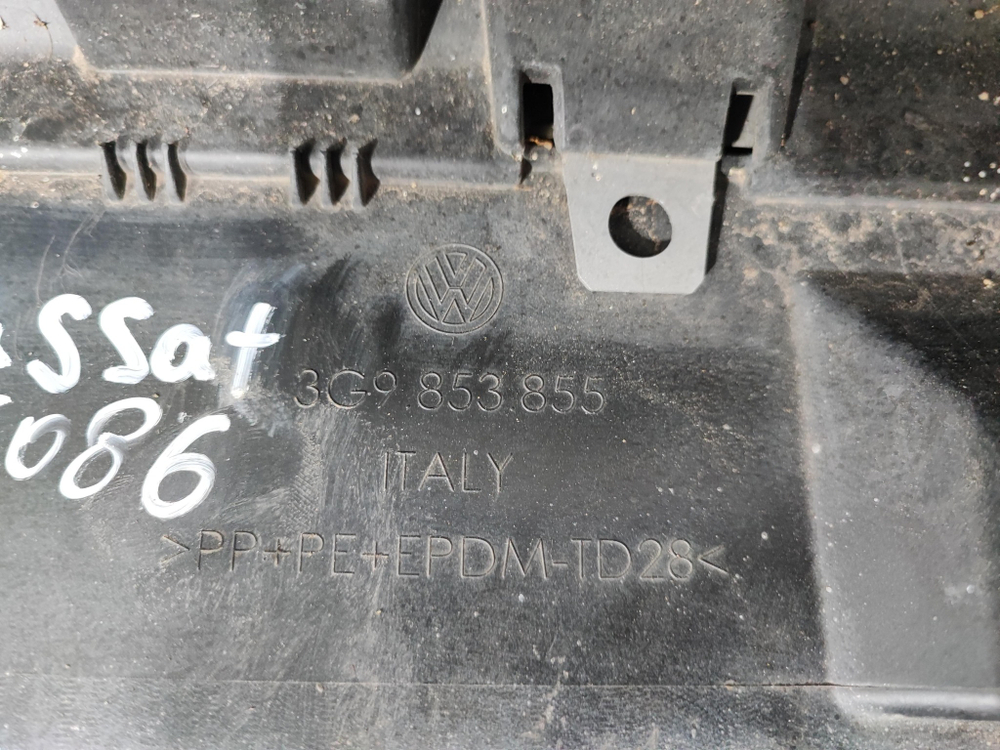 ssat
086
3G9 853 855
ITALY
>PP+PE+EPDM-TD28<